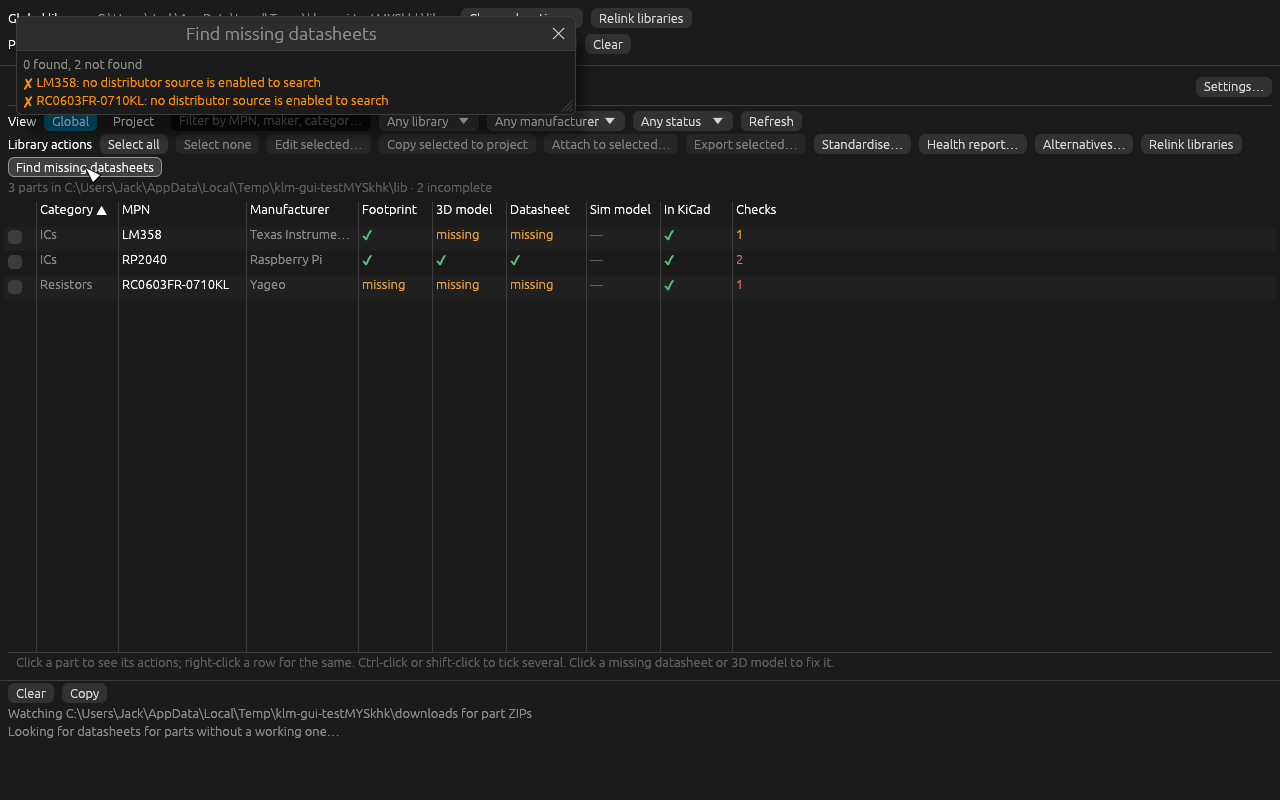 Relink libraries
Find missing datasheets
Clear
0 found, 2 not found
✘ LM358: no distributor source is enabled to search
✘ RC0603FR-0710KL: no distributor source is enabled to search
Settings…
View Global Project Filter by MPN, maker, categor… Any library ▼ Any manufacturer ▼ Any status ▼ Refresh
Library actions Select all Select none Edit selected… Copy selected to project Attach to selected… Export selected… Standardise… Health report… Alternatives… Relink libraries
Find missing datasheets
3 parts in C:\Users\Jack\AppData\Local\Temp\klm-gui-testMYSkhk\lib · 2 incomplete
Category ▲ MPN Manufacturer Footprint 3D model Datasheet Sim model In KiCad Checks
ICs LM358 Texas Instrume… ✔ missing missing — ✔ 1
ICs RP2040 Raspberry Pi ✔ ✔ ✔ — ✔ 2
Resistors RC0603FR-0710KL Yageo missing missing missing — ✔ 1
Click a part to see its actions; right-click a row for the same. Ctrl-click or shift-click to tick several. Click a missing datasheet or 3D model to fix it.
Clear Copy
Watching C:\Users\Jack\AppData\Local\Temp\klm-gui-testMYSkhk\downloads for part ZIPs
Looking for datasheets for parts without a working one…